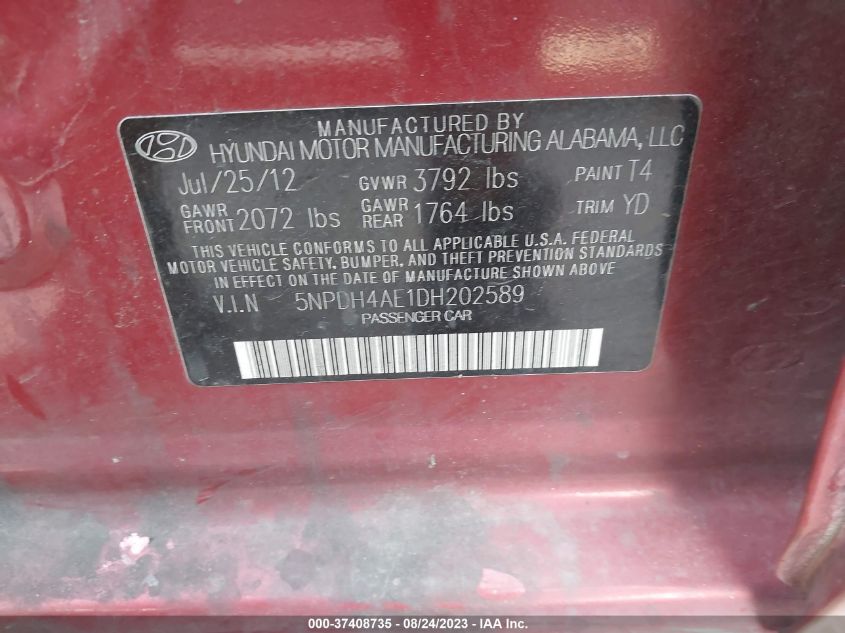 MANUFACTURED BY
HYUNDAI MOTOR MANUFACTURING ALABAMA, LLC
Jul/25/12 GVWR 3792 lbs PAINT T4
GAWR FRONT 2072 lbs GAWR REAR 1764 lbs TRIM YD
THIS VEHICLE CONFORMS TO ALL APPLICABLE U.S.A. FEDERAL
MOTOR VEHICLE SAFETY, BUMPER, AND THEFT PREVENTION STANDARDS
IN EFFECT ON THE DATE OF MANUFACTURE SHOWN ABOVE
V.I.N 5NPDH4AE1DH202589
PASSENGER CAR
000-37408735 - 08/24/2023 - IAA Inc.